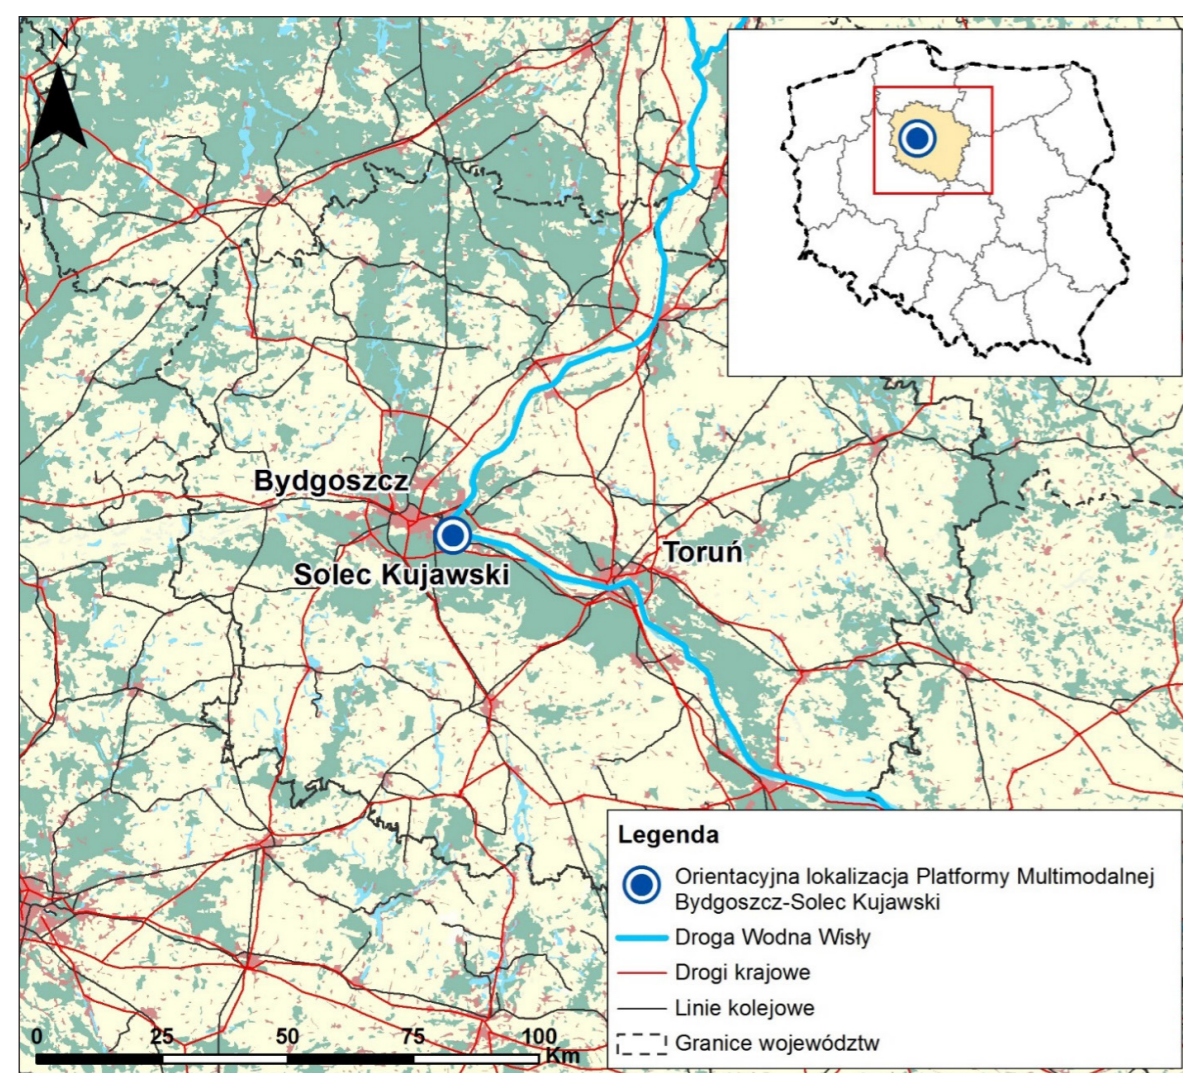 N
Bydgoszcz
Solec Kujawski
Toruń
Legenda
Orientacyjna lokalizacja Platformy Multimodalnej
Bydgoszcz-Solec Kujawski
Droga Wodna Wisły
Drogi krajowe
Linie kolejowe
Granice województw
0 25 50 75 100
Km